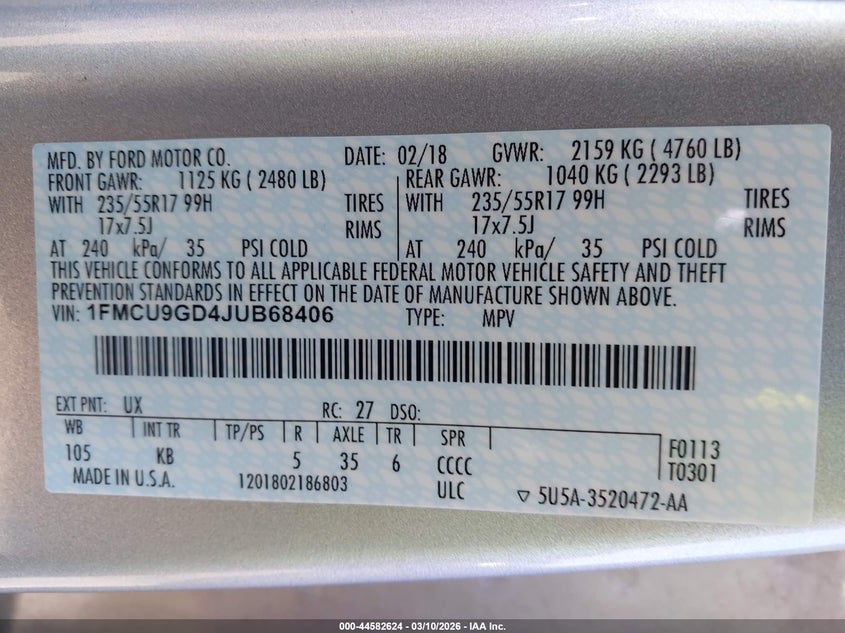 MFD. BY FORD MOTOR CO. DATE: 02/18 GVWR: 2159 KG ( 4760 LB)
FRONT GAWR: 1125 KG ( 2480 LB) REAR GAWR: 1040 KG ( 2293 LB)
WITH 235/55R17 99H TIRES WITH 235/55R17 99H TIRES
17x7.5J RIMS 17x7.5J RIMS
AT 240 kPa/ 35 PSI COLD AT 240 kPa/ 35 PSI COLD
THIS VEHICLE CONFORMS TO ALL APPLICABLE FEDERAL MOTOR VEHICLE SAFETY AND THEFT
PREVENTION STANDARDS IN EFFECT ON THE DATE OF MANUFACTURE SHOWN ABOVE.
VIN: 1FMCU9GD4JUB68406 TYPE: MPV
EXT PNT: UX RC: 27 DSO:
WB INT TR TP/PS R AXLE TR SPR F0113
105 KB 5 35 6 CCCC T0301
MADE IN U.S.A. 1201802186803 ULC ▽ 5U5A-3520472-AA
000-44582624 - 03/10/2026 - IAA Inc.